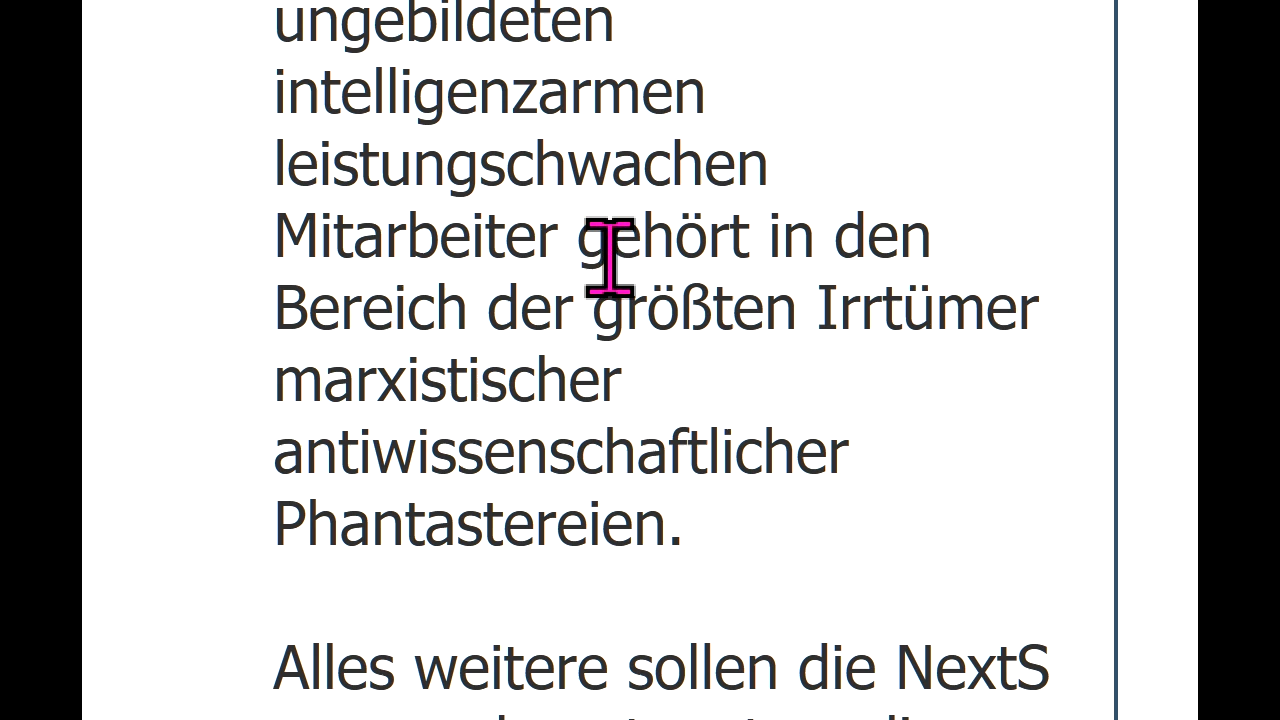 ungebildeten
intelligenzarmen
leistungschwachen
Mitarbeiter gehört in den
Bereich der größten Irrtümer
marxistischer
antiwissenschaftlicher
Phantastereien.
Alles weitere sollen die NextS